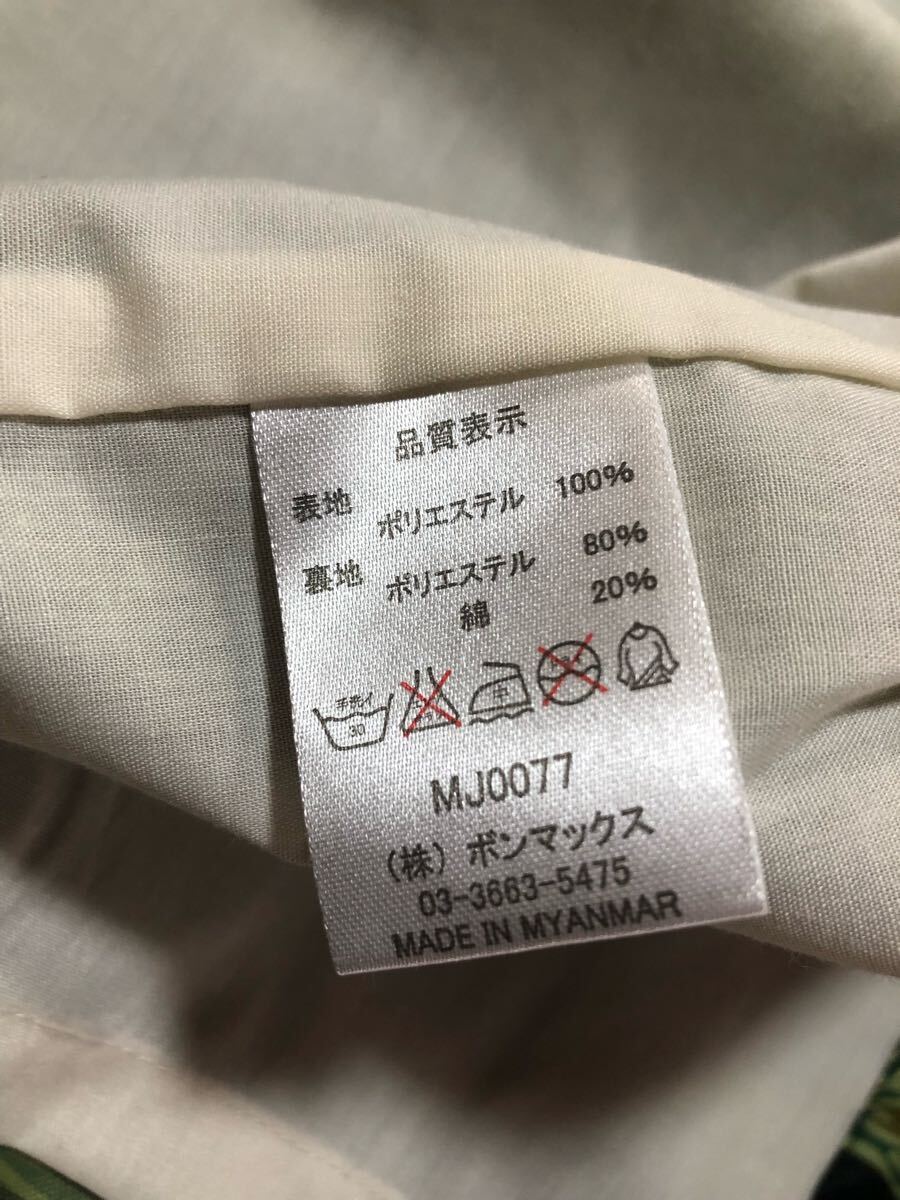 品質表示
表地 ポリエステル 100%
裏地 ポリエステル 80%
綿 20%
手洗イ
30
中
MJ0077
(株) ボンマックス
03-3663-5475
MADE IN MYANMAR